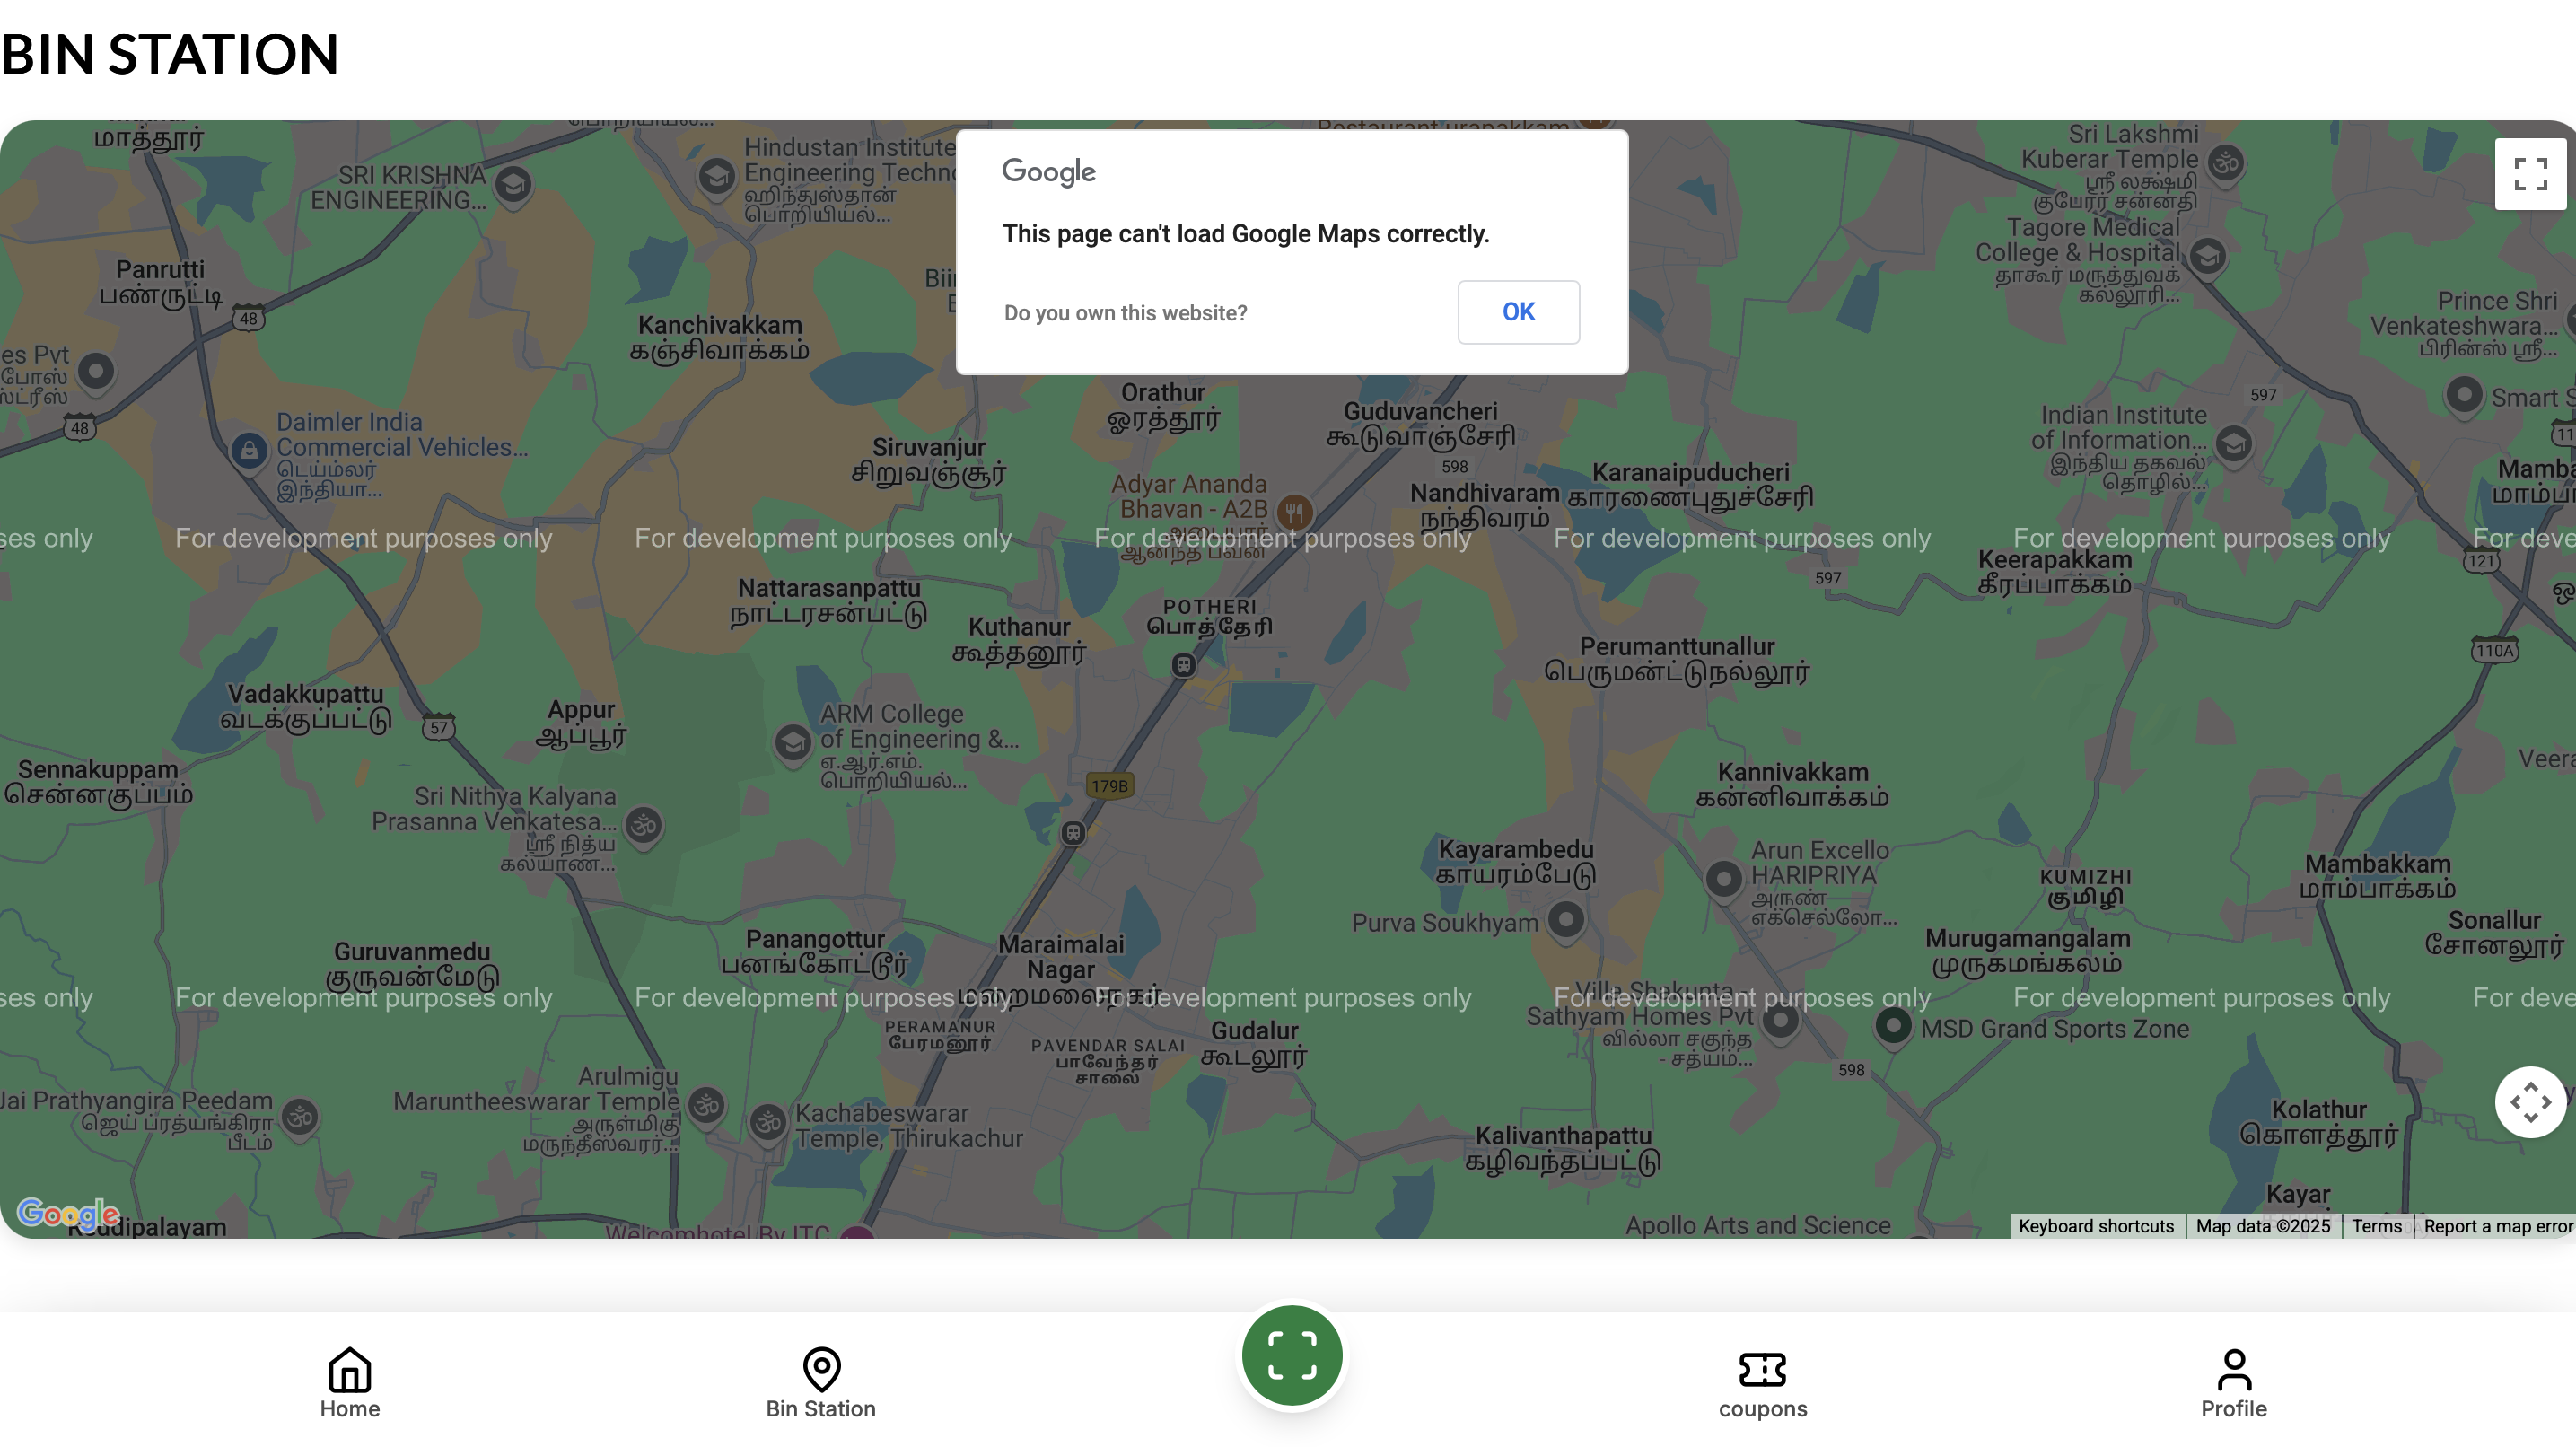 BIN STATION
மாத்தூர்
SRI KRISHNA
ENGINEERING...
Hindustan Institute
Engineering Techno
ஹிந்துஸ்தான்
பொறியியல்...
Google
This page can't load Google Maps correctly.
Do you own this website?
OK
Sri Lakshmi
Kuberar Temple
ஸ்ரீ லக்ஷ்மி
குபேரர் சன்னதி
Tagore Medical
College & Hospital
தாகூர் மருத்துவக்
கல்லூரி...
Prince Shri
Venkateshwara...
பிரின்ஸ் ஸ்ரீ...
Panrutti
பண்ருட்டி
48
Kanchivakkam
கஞ்சிவாக்கம்
es Pvt
போஸ்
ஸ்ட்ரீஸ்
48
Daimler India
Commercial Vehicles...
டெய்ம்லர்
இந்தியா...
Siruvanjur
சிறுவஞ்சூர்
Orathur
ஓரத்தூர்
Guduvancheri
கூடுவாஞ்சேரி
598
Adyar Ananda
Bhavan - A2B
அடையார்
ஆனந்த பவன்
Nandhivaram
நந்திவரம்
Karanaipuducheri
காரணைபுதுச்சேரி
597
Smart S
Indian Institute
of Information...
இந்திய தகவல்
தொழில்...
Mamba
மாம்பா
ses only
For development purposes only
For development purposes only
For development purposes only
For development purposes only
For development purposes only
For deve
Keerapakkam
கீரப்பாக்கம்
121
597
Nattarasanpattu
நாட்டரசன்பட்டு
Kuthanur
கூத்தனூர்
POTHERI
பொத்தேரி
Perumanttunallur
பெருமன்ட்டுநல்லூர்
110A
Vadakkupattu
வடக்குப்பட்டு
57
Appur
ஆப்பூர்
ARM College
of Engineering &...
எ.ஆர்.எம்.
பொறியியல்...
179B
Sennakuppam
சென்னகுப்பம்
Sri Nithya Kalyana
Prasanna Venkatesa...
ஸ்ரீ நித்ய
கல்யாண...
Kannivakkam
கன்னிவாக்கம்
Veera
Kayarambedu
காயரம்பேடு
Arun Excello
HARIPRIYA
அருண்
எக்செல்லோ...
KUMIZHI
குமிழி
Mambakkam
மாம்பாக்கம்
Purva Soukhyam
Sonallur
சோனலூர்
Guruvanmedu
குருவன்மேடு
Panangottur
பனங்கோட்டூர்
Maraimalai
Nagar
மறைமலைநகர்
Murugamangalam
முருகமங்கலம்
ses only
For development purposes only
For development purposes only
For development purposes only
For development purposes only
For development purposes only
For deve
Villa Shakunta -
Sathyam Homes Pvt
வில்லா சகுந்த
- சத்யம்...
MSD Grand Sports Zone
PERAMANUR
பேரமனூர்
PAVENDAR SALAI
பாவேந்தர்
சாலை
Gudalur
கூடலூர்
598
Jai Prathyangira Peedam
ஜெய் ப்ரத்யங்கிரா
பீடம்
Arulmigu
Maruntheeswarar Temple
அருள்மிகு
மருந்தீஸ்வரர்...
Kachabeswarar
Temple, Thirukachur
Kalivanthapattu
கழிவந்தப்பட்டு
Kolathur
கொளத்தூர்
Kayar
Google
Reddipalayam
Welcomhotel By ITC
Apollo Arts and Science
Keyboard shortcuts
Map data ©2025
Terms
Report a map error
Home
Bin Station
coupons
Profile